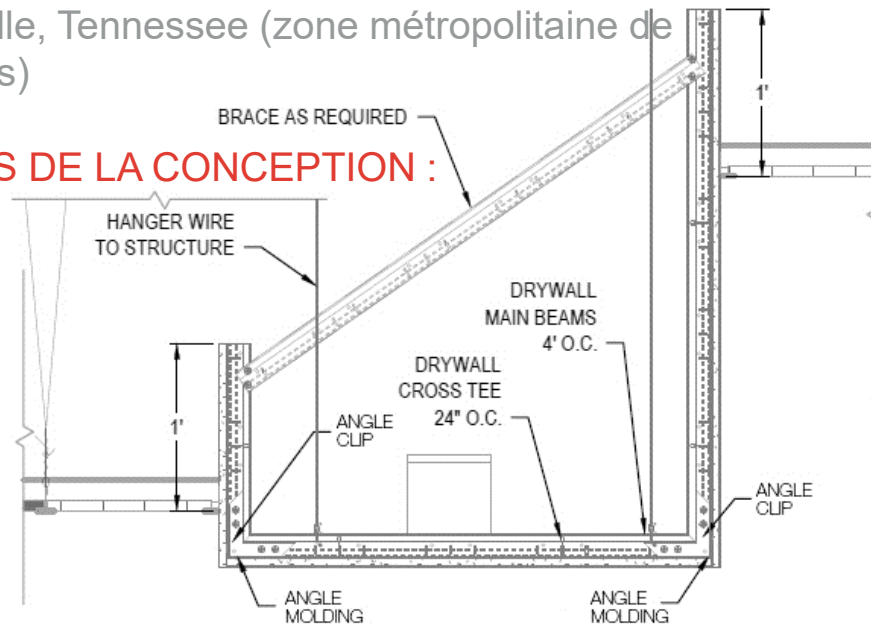 lle, Tennessee (zone métropolitaine de
s)
BRACE AS REQUIRED
S DE LA CONCEPTION :
1'
HANGER WIRE
TO STRUCTURE
DRYWALL
MAIN BEAMS
4' O.C.
DRYWALL
CROSS TEE
24" O.C.
1'
ANGLE
CLIP
ANGLE
CLIP
ANGLE
MOLDING
ANGLE
MOLDING